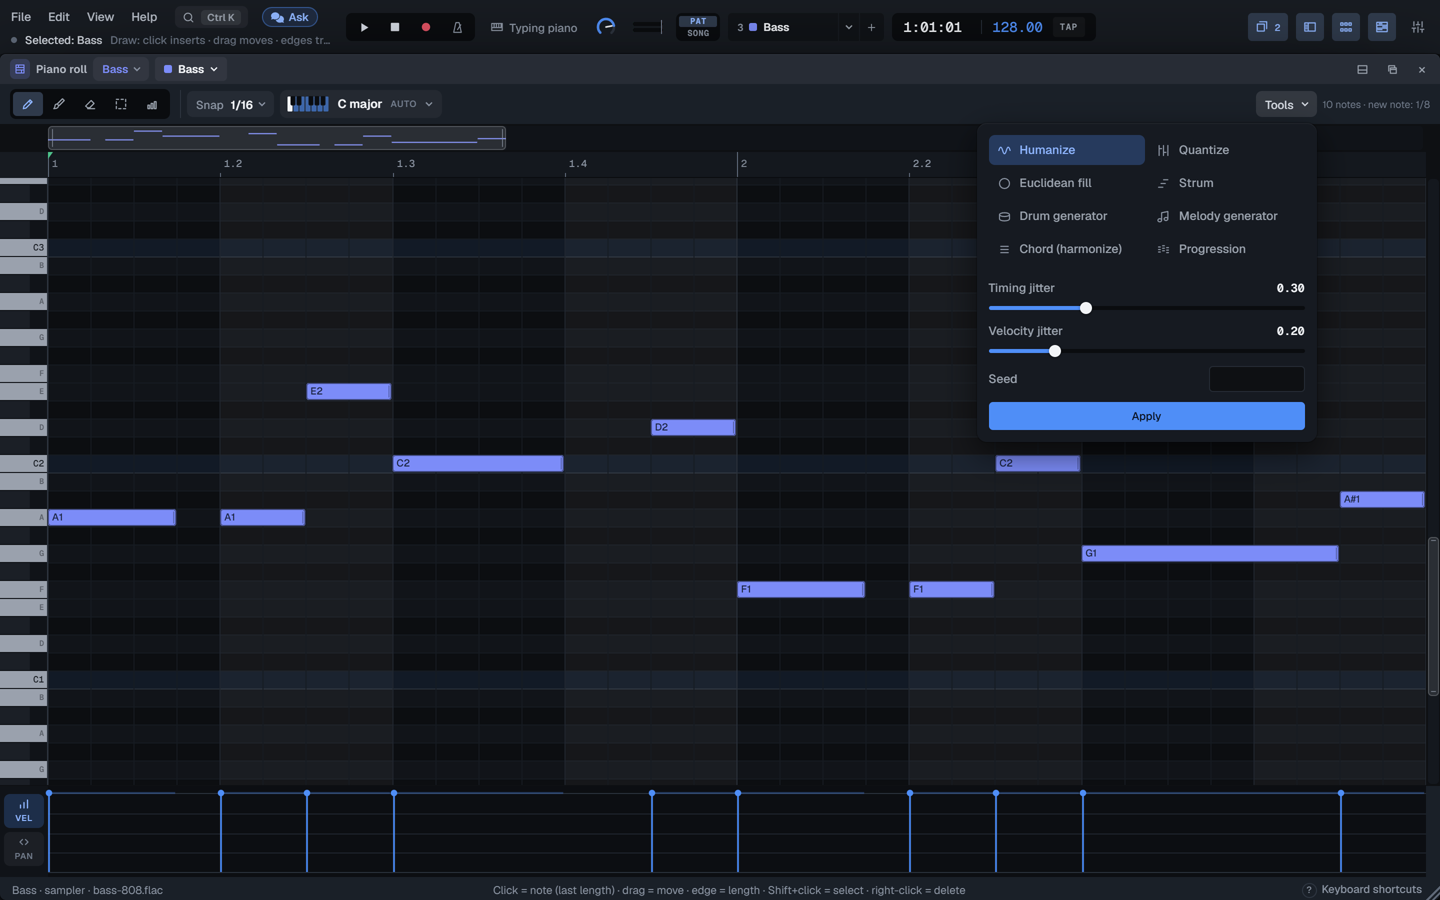 File Edit View Help Ctrl K Ask Typing piano PAT SONG 3 Bass 1:01:01 128.00 TAP 2
Selected: Bass Draw: click inserts · drag moves · edges tr…
Piano roll Bass Bass
Snap 1/16 C major AUTO Tools 10 notes · new note: 1/8
1 1.2 1.3 1.4 2 2.2
Humanize Quantize
Euclidean fill Strum
Drum generator Melody generator
Chord (harmonize) Progression
Timing jitter 0.30
Velocity jitter 0.20
Seed
Apply
D
C3
B
A
G
F
E E2
D D2
C2 C2 C2
B
A#1
A A1 A1
G G1
F F1 F1
E
D
C1
B
A
G
VEL
PAN
Bass · sampler · bass-808.flac Click = note (last length) · drag = move · edge = length · Shift+click = select · right-click = delete ? Keyboard shortcuts